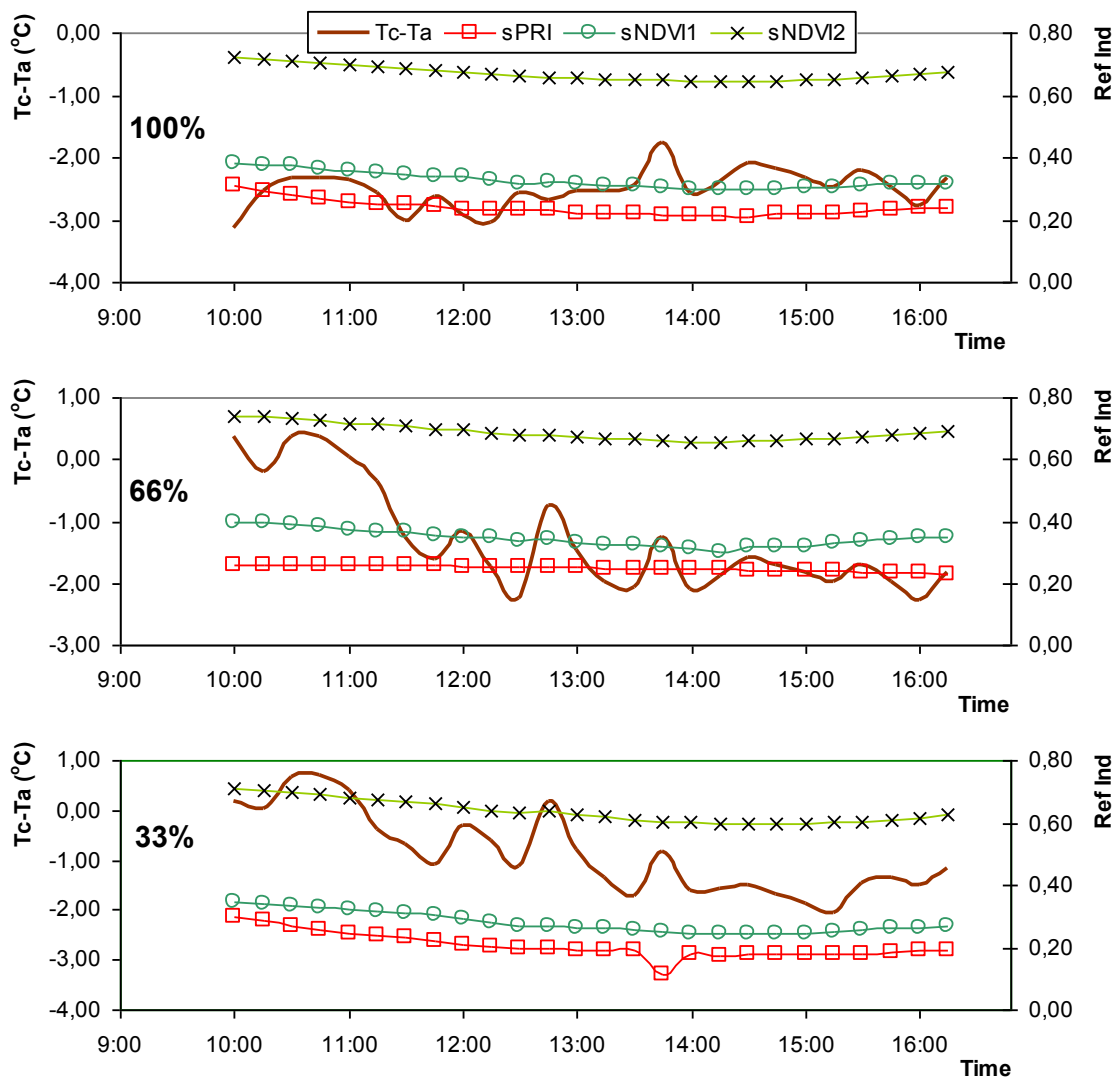 Tc-Ta sPRI sNDVI1 sNDVI2
Tc-Ta (°C)
Ref Ind
0,00 0,80
-1,00 0,60
100%
-2,00 0,40
-3,00 0,20
-4,00 0,00
9:00 10:00 11:00 12:00 13:00 14:00 15:00 16:00
Time
Tc-Ta (°C)
Ref Ind
1,00 0,80
0,00 0,60
66%
-1,00 0,40
-2,00 0,20
-3,00 0,00
9:00 10:00 11:00 12:00 13:00 14:00 15:00 16:00
Time
Tc-Ta (°C)
Ref Ind
1,00 0,80
0,00
33%
0,60
-1,00
0,40
-2,00
0,20
-3,00
-4,00 0,00
9:00 10:00 11:00 12:00 13:00 14:00 15:00 16:00
Time